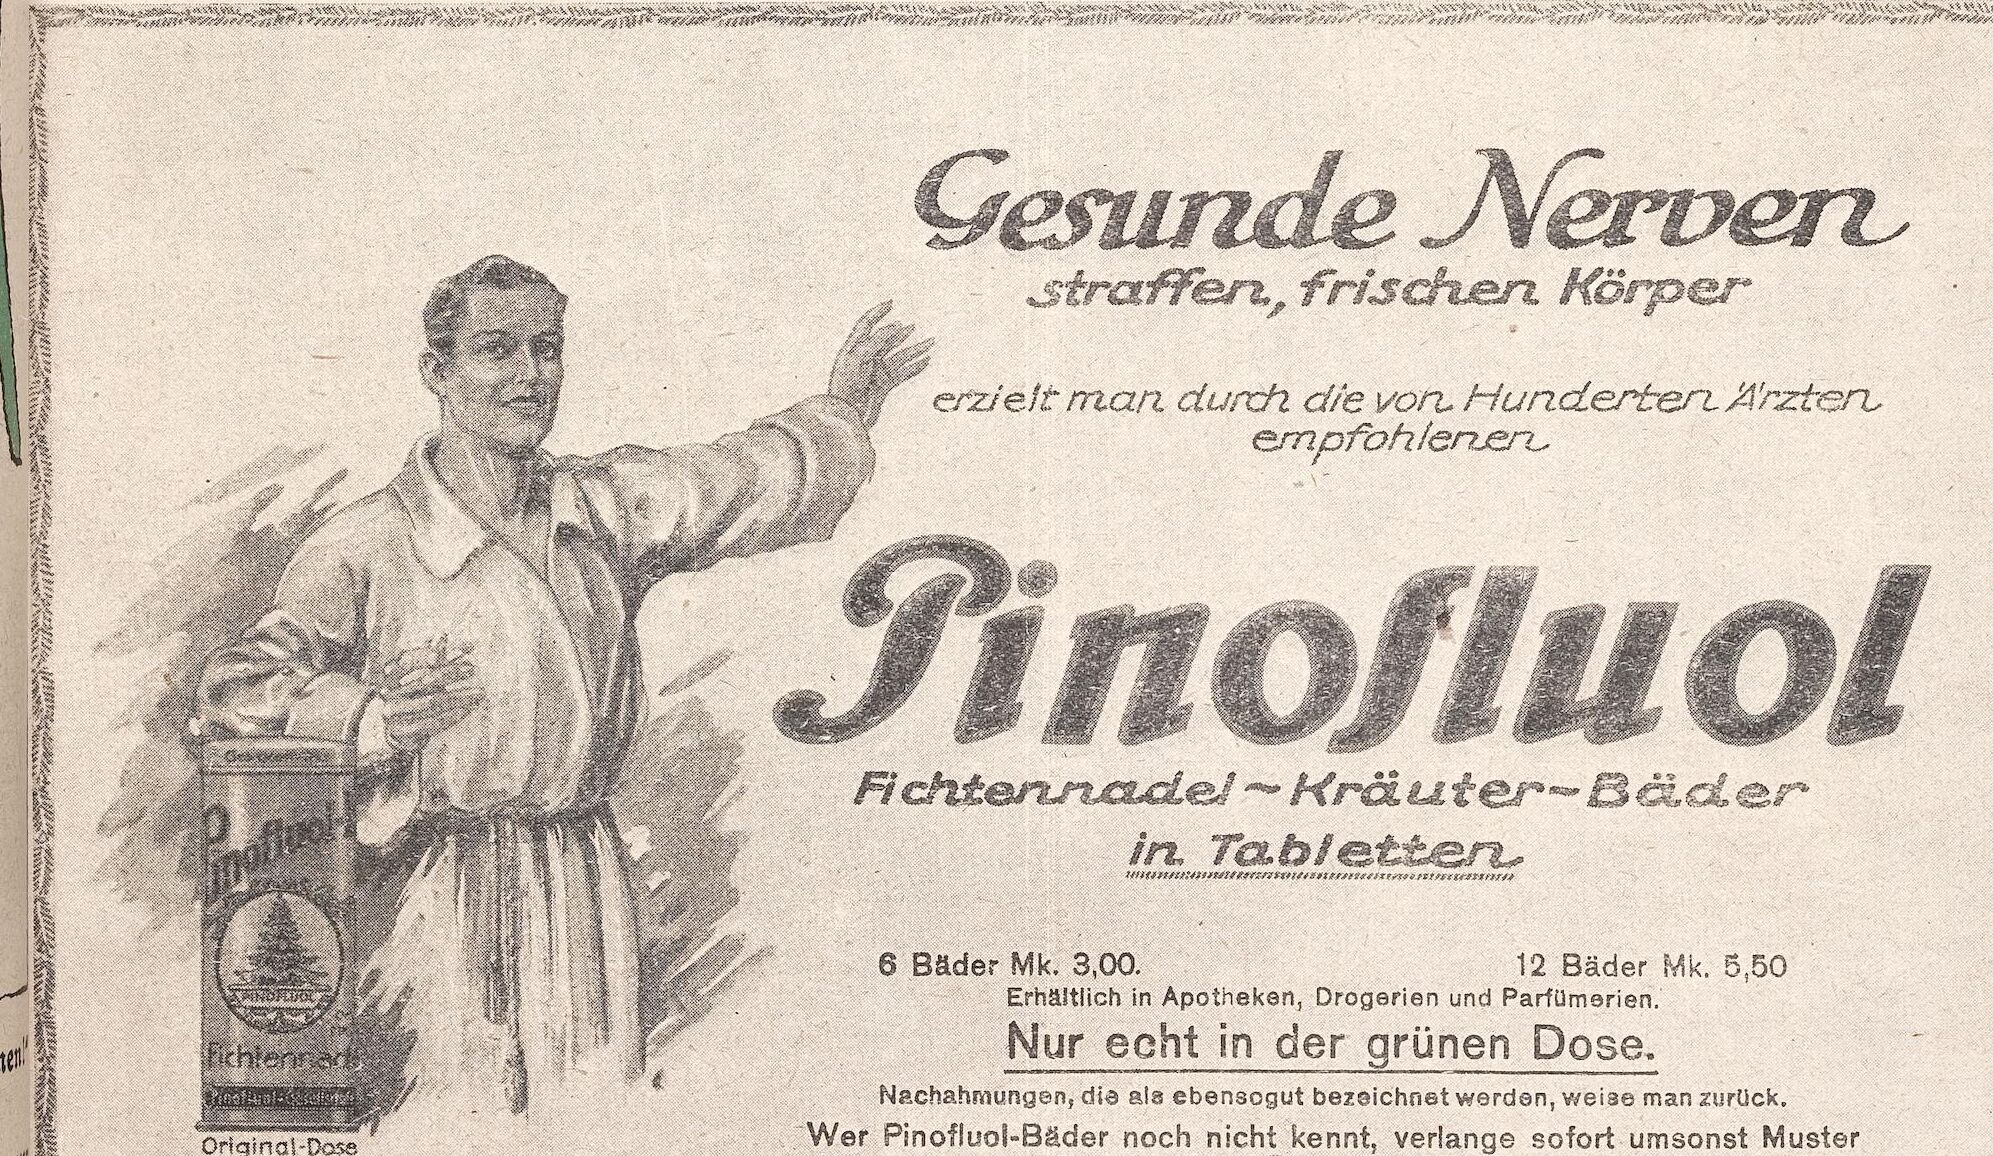 Gesunde Nerven
straffen, frischen Körper
erzielt man durch die von Hunderten Ärzten
empfohlenen
Pinofluol
Fichtennadel-Kräuter-Bäder
in Tabletten
6 Bäder Mk. 3,00.
12 Bäder Mk. 5,50
Erhältlich in Apotheken, Drogerien und Parfümerien.
Nur echt in der grünen Dose.
Nachahmungen, die als ebensogut bezeichnet werden, weise man zurück.
Wer Pinofluol-Bäder noch nicht kennt, verlange sofort umsonst Muster
Pinofluol
PINOFLUOL
Original-Dose